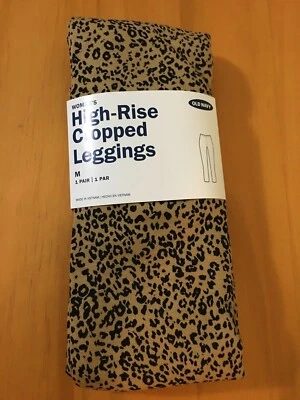 WOMEN'S
High-Rise
Cropped
Leggings
M
1 PAIR | 1 PAR
MADE IN VIETNAM | HECHO EN VIETNAM
OLD NAVY